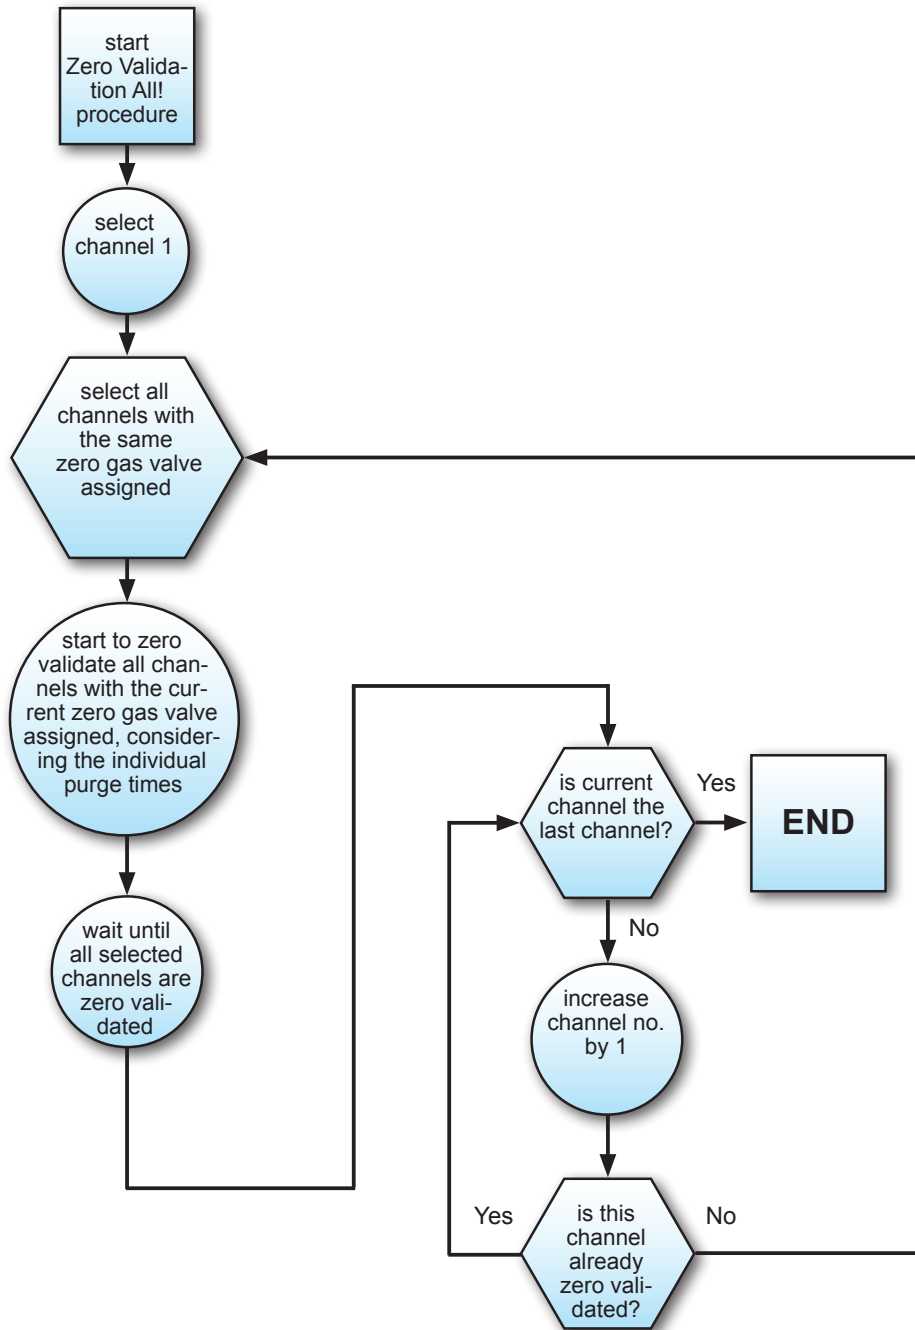 start
Zero Valida-
tion All!
procedure
select
channel 1
select all
channels with
the same
zero gas valve
assigned
start to zero
validate all chan-
nels with the cur-
rent zero gas valve
assigned, consider-
ing the individual
purge times
wait until
all selected
channels are
zero vali-
dated
is current
channel the
last channel?
Yes
END
No
increase
channel no.
by 1
is this
channel
already
zero vali-
dated?
Yes
No